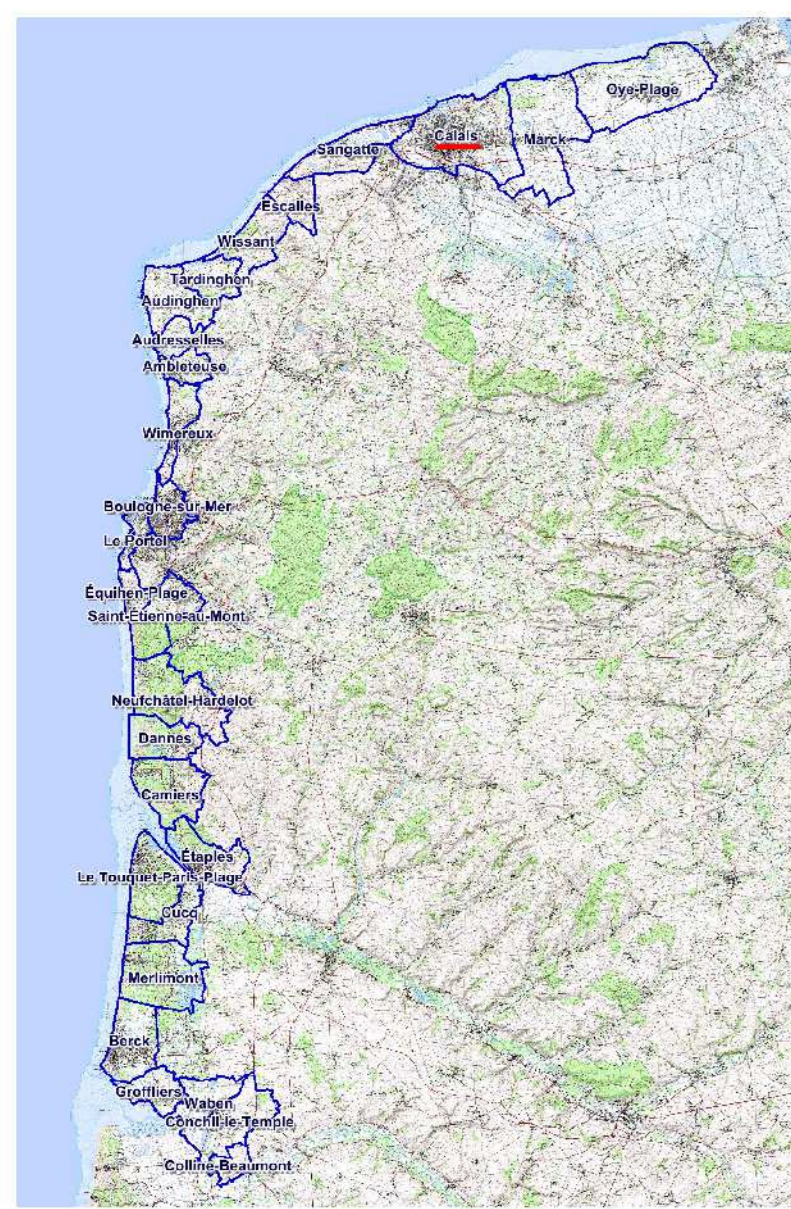 Oye-Plage
Calais
Marck
Sangatte
Escalles
Wissant
Tardinghen
Audinghen
Audresselles
Ambleteuse
Wimereux
Boulogne-sur-Mer
Le Portel
Équihen-Plage
Saint-Etienne-au-Mont
Neufchâtel-Hardelot
Dannes
Camiers
Étaples
Le Touquet-Paris-Plage
Cucq
Merlimont
Berck
Groffliers
Waben
Conchil-le-Temple
Colline-Beaumont